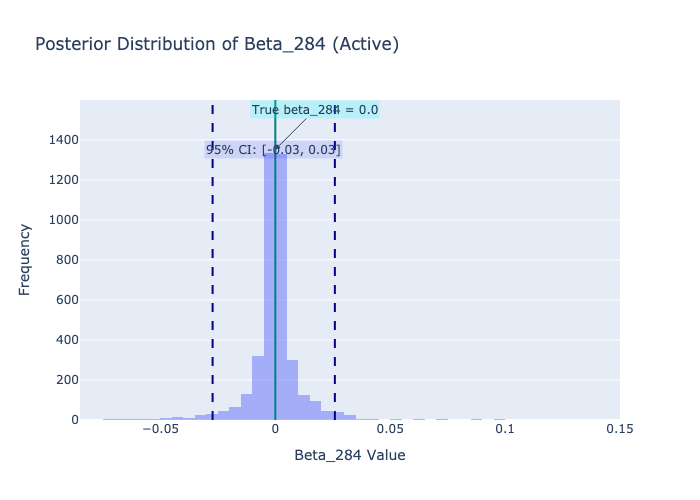 Posterior Distribution of Beta_284 (Active)
True beta_284 = 0.0
95% CI: [-0.03, 0.03]
1400
1200
1000
800
600
400
200
0
Frequency
−0.05
0
0.05
0.1
0.15
Beta_284 Value